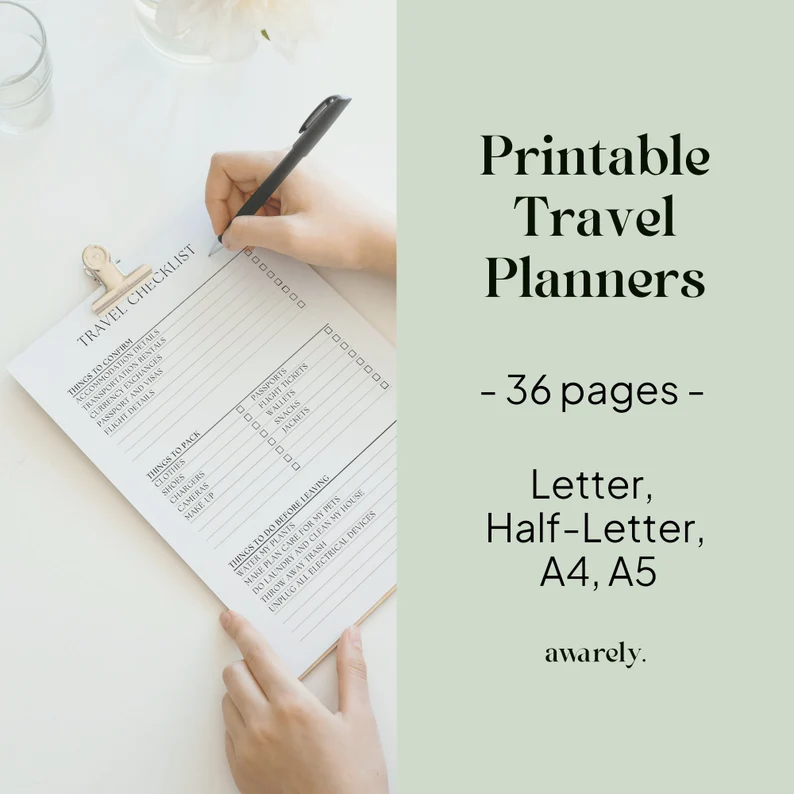 TRAVEL CHECKLIST
THINGS TO CONFIRM
ACCOMMODATION DETAILS
TRANSPORTATION RENTALS
CURRENCY EXCHANGES
PASSPORT AND VISAS
FLIGHT DETAILS
THINGS TO PACK
CLOTHES
SHOES
CHARGERS
CAMERAS
MAKE UP
PASSPORTS
FLIGHT TICKETS
WALLETS
SNACKS
JACKETS
THINGS TO DO BEFORE LEAVING
WATER MY PLANTS
MAKE PLAN CARE FOR MY PETS
DO LAUNDRY AND CLEAN MY HOUSE
THROW AWAY TRASH
UNPLUG ALL ELECTRICAL DEVICES
Printable
Travel
Planners
- 36 pages -
Letter,
Half-Letter,
A4, A5
awarely.